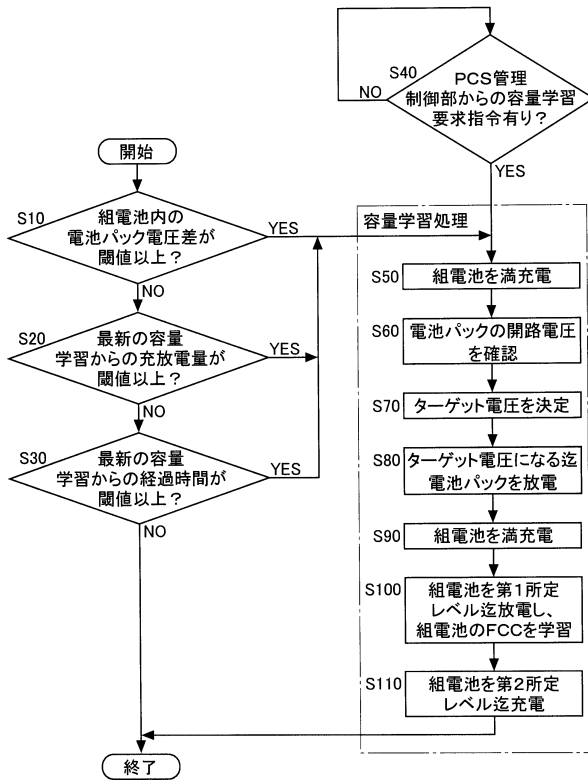 S40
PCS管理
制御部からの容量学習
要求指令有り?
NO
YES
開始
S10
組電池内の
電池パック電圧差が
閾値以上?
YES
NO
S20
最新の容量
学習からの充放電量が
閾値以上?
YES
NO
S30
最新の容量
学習からの経過時間が
閾値以上?
YES
NO
容量学習処理
S50
組電池を満充電
S60
電池パックの開路電圧
を確認
S70
ターゲット電圧を決定
S80
ターゲット電圧になる迄
電池パックを放電
S90
組電池を満充電
S100
組電池を第1所定
レベル迄放電し、
組電池のFCCを学習
S110
組電池を第2所定
レベル迄充電
終了